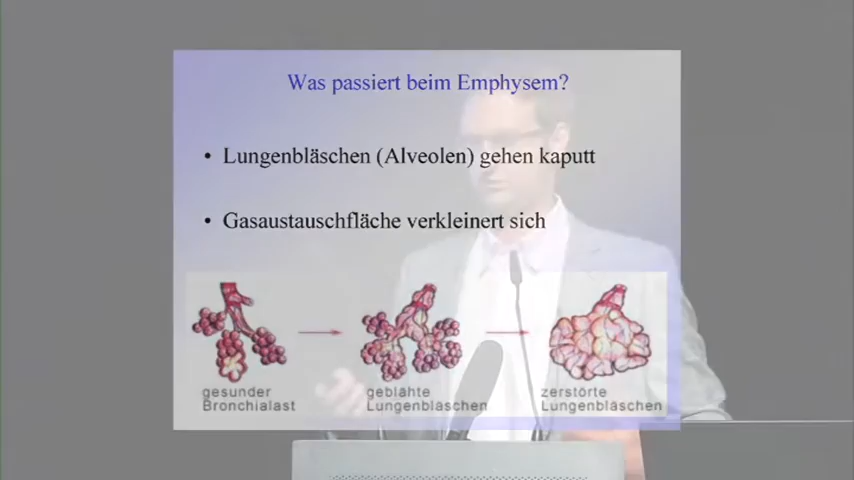 Was passiert beim Emphysem?
• Lungenbläschen (Alveolen) gehen kaputt
• Gasaustauschfläche verkleinert sich
gesunder
Bronchialast
geblähte
Lungenbläschen
zerstörte
Lungenbläschen